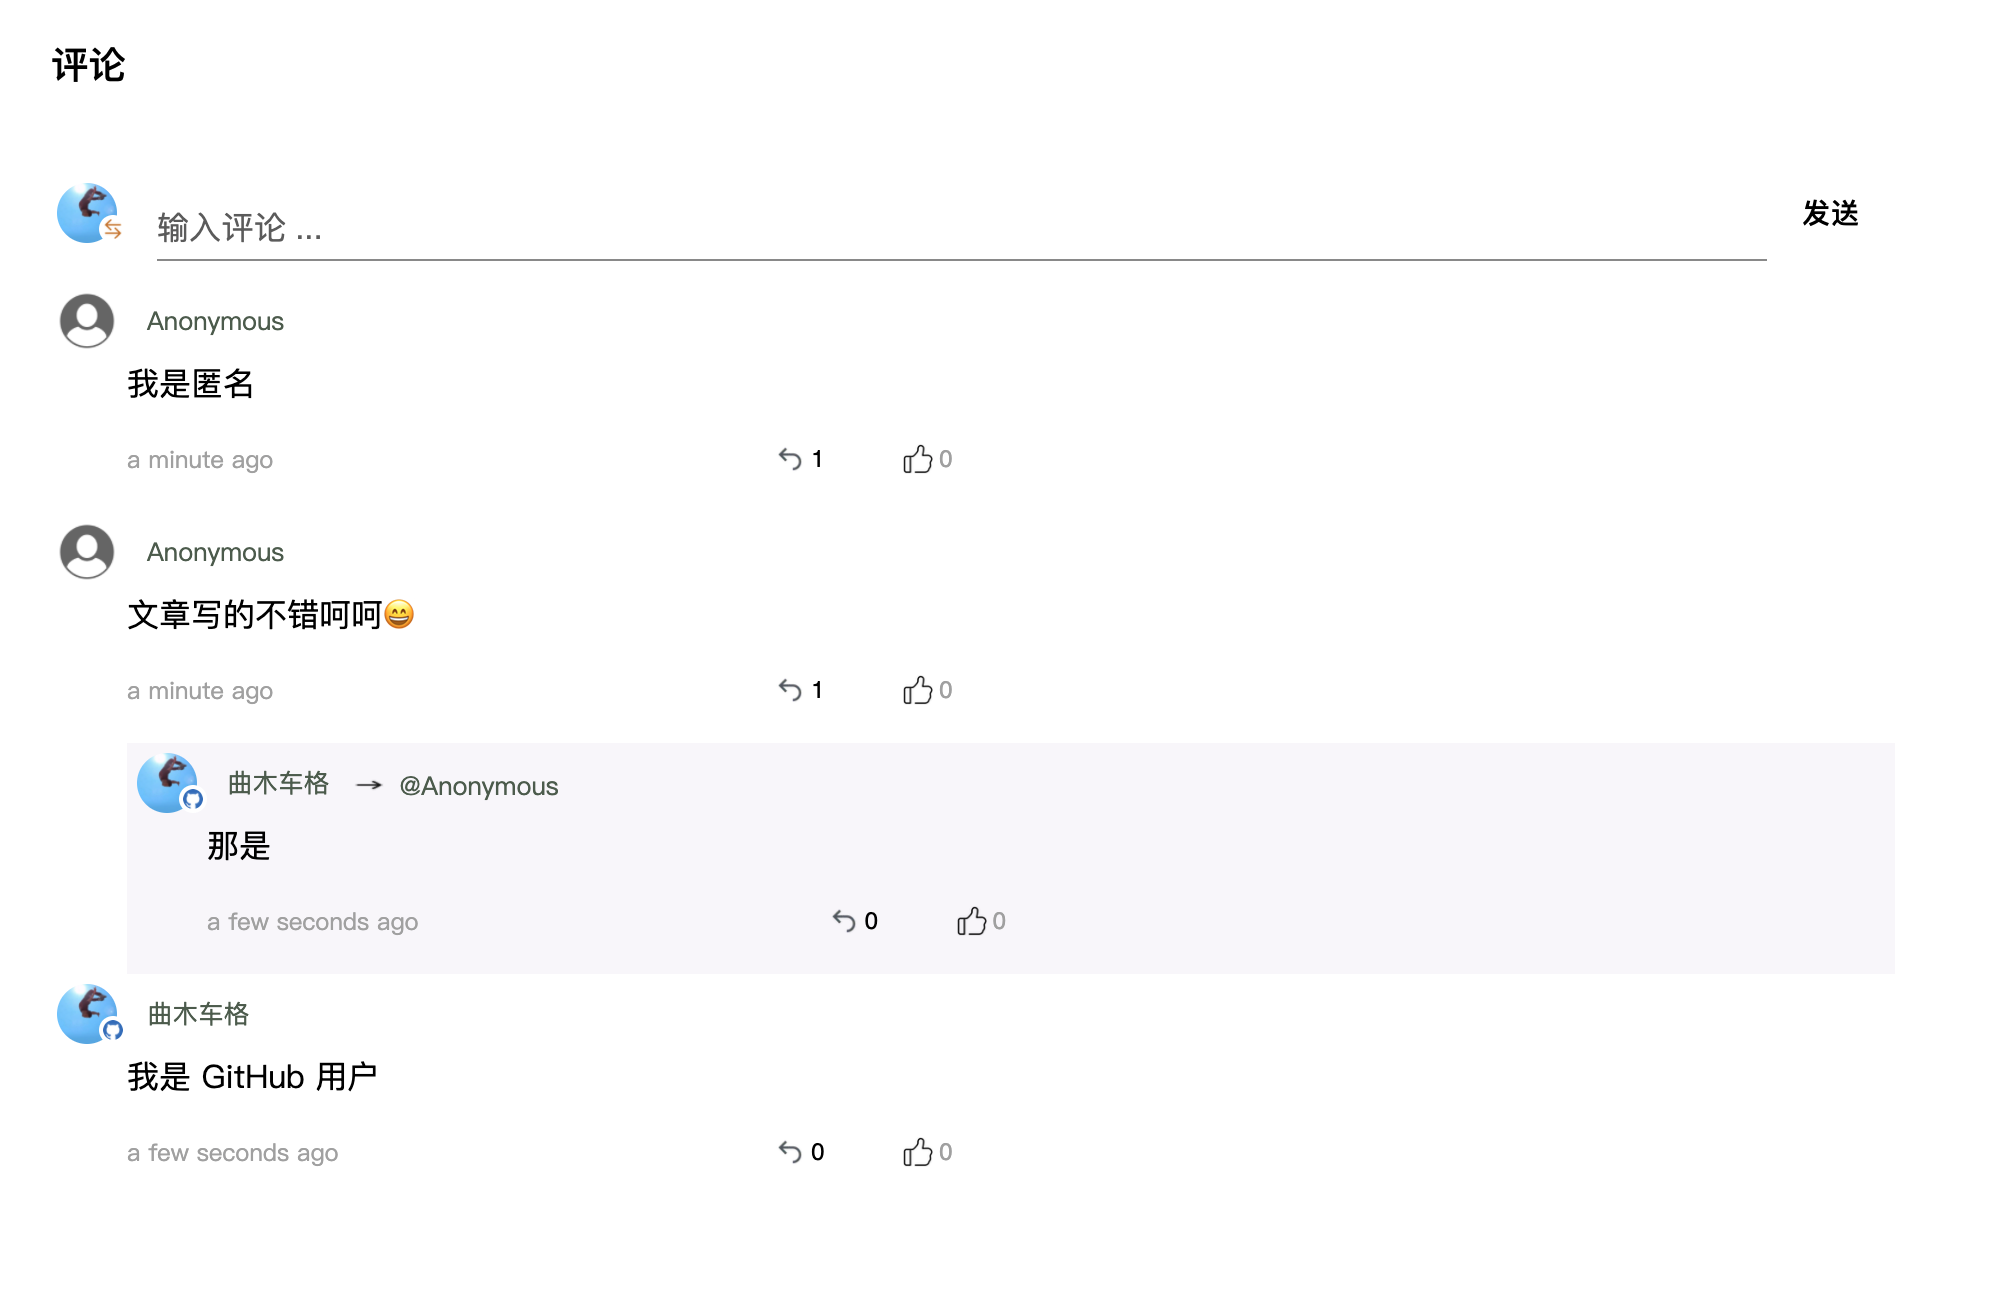 评论
输入评论 ...
发送
Anonymous
我是匿名
a minute ago 1 0
Anonymous
文章写的不错呵呵😄
a minute ago 1 0
曲木车格 → @Anonymous
那是
a few seconds ago 0 0
曲木车格
我是 GitHub 用户
a few seconds ago 0 0